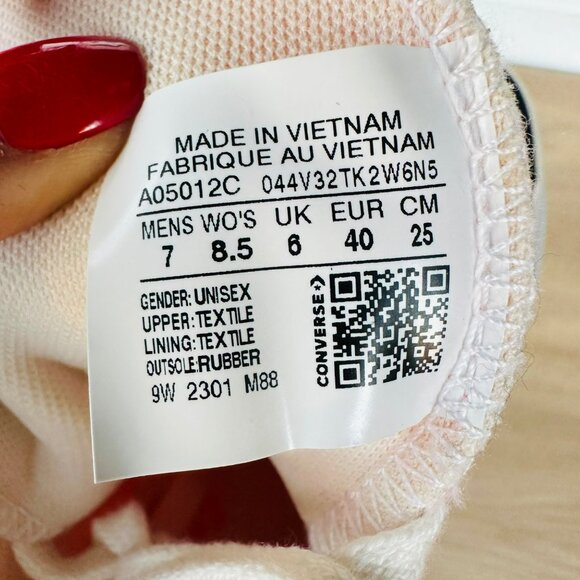 MADE IN VIETNAM
FABRIQUE AU VIETNAM
A05012C 044V32TK2W6N5
MENS WO'S UK EUR CM
7 8.5 6 40 25
GENDER: UNISEX
UPPER: TEXTILE
LINING: TEXTILE
OUTSOLE: RUBBER
9W 2301 M88
CONVERSE